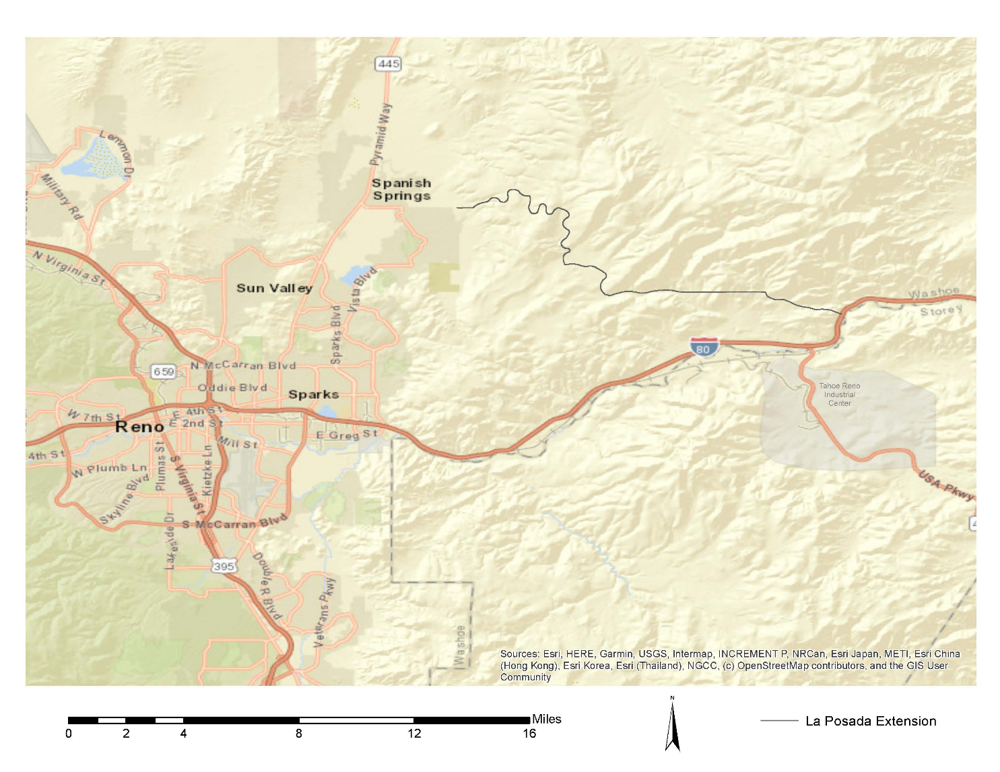 445
Pyramid Way
Lemmon Dr
Military Rd
Spanish
Springs
N Virginia St
Sun Valley
Vista Blvd
Sparks Blvd
Washoe
Storey
80
659
N McCarran Blvd
Oddie Blvd
Sparks
Tahoe Reno
Industrial
Center
W 7th St
E 4th St
Reno
E 2nd St
E Greg St
Mill St
4th St
W Plumb Ln
Plumas St
S Virginia St
Kietzke Ln
Skyline Blvd
USA Pkwy
S McCarran Blvd
Lakeside Dr
395
Double R Blvd
Veterans Pkwy
Washoe
Sources: Esri, HERE, Garmin, USGS, Intermap, INCREMENT P, NRCan, Esri Japan, METI, Esri China
(Hong Kong), Esri Korea, Esri (Thailand), NGCC, (c) OpenStreetMap contributors, and the GIS User
Community
N
Miles
La Posada Extension
0 2 4 8 12 16